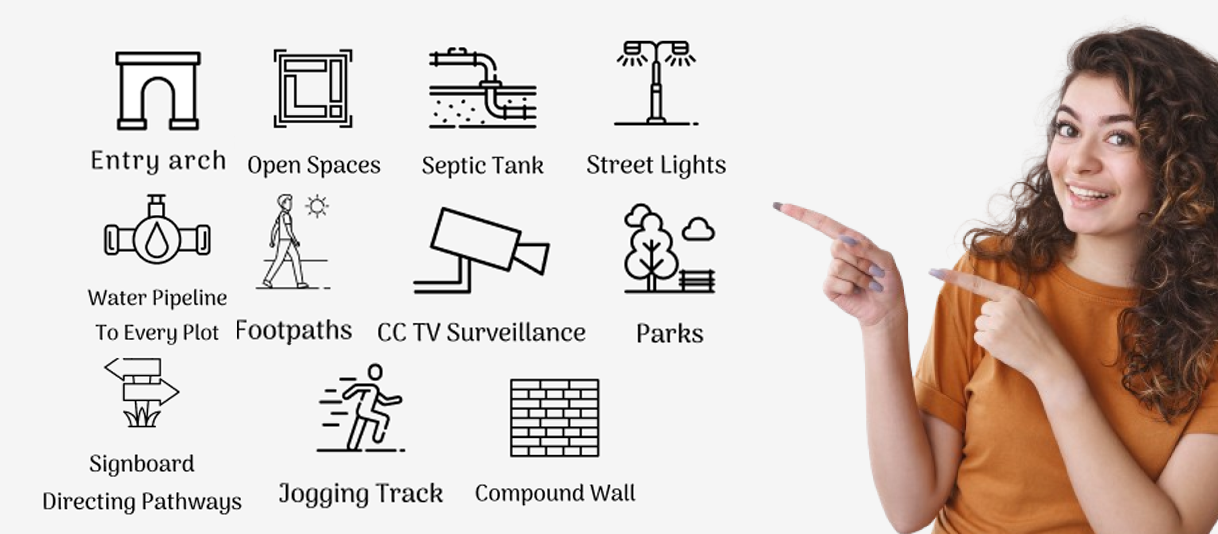 Entry arch
Open Spaces
Septic Tank
Street Lights
Water Pipeline
To Every Plot
Footpaths
CC TV Surveillance
Parks
Signboard
Directing Pathways
Jogging Track
Compound Wall